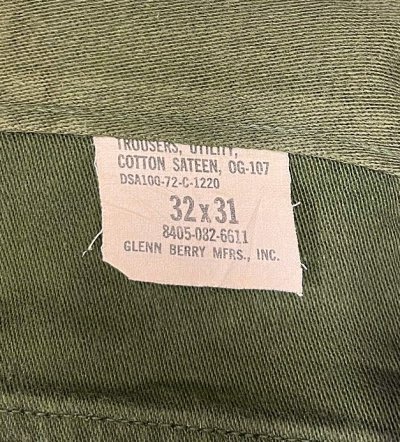 TROUSERS, UTILITY,
COTTON SATEEN, OG-107
DSA100-72-C-1220
32x31
8405-082-6611
GLENN BERRY MFRS., INC.